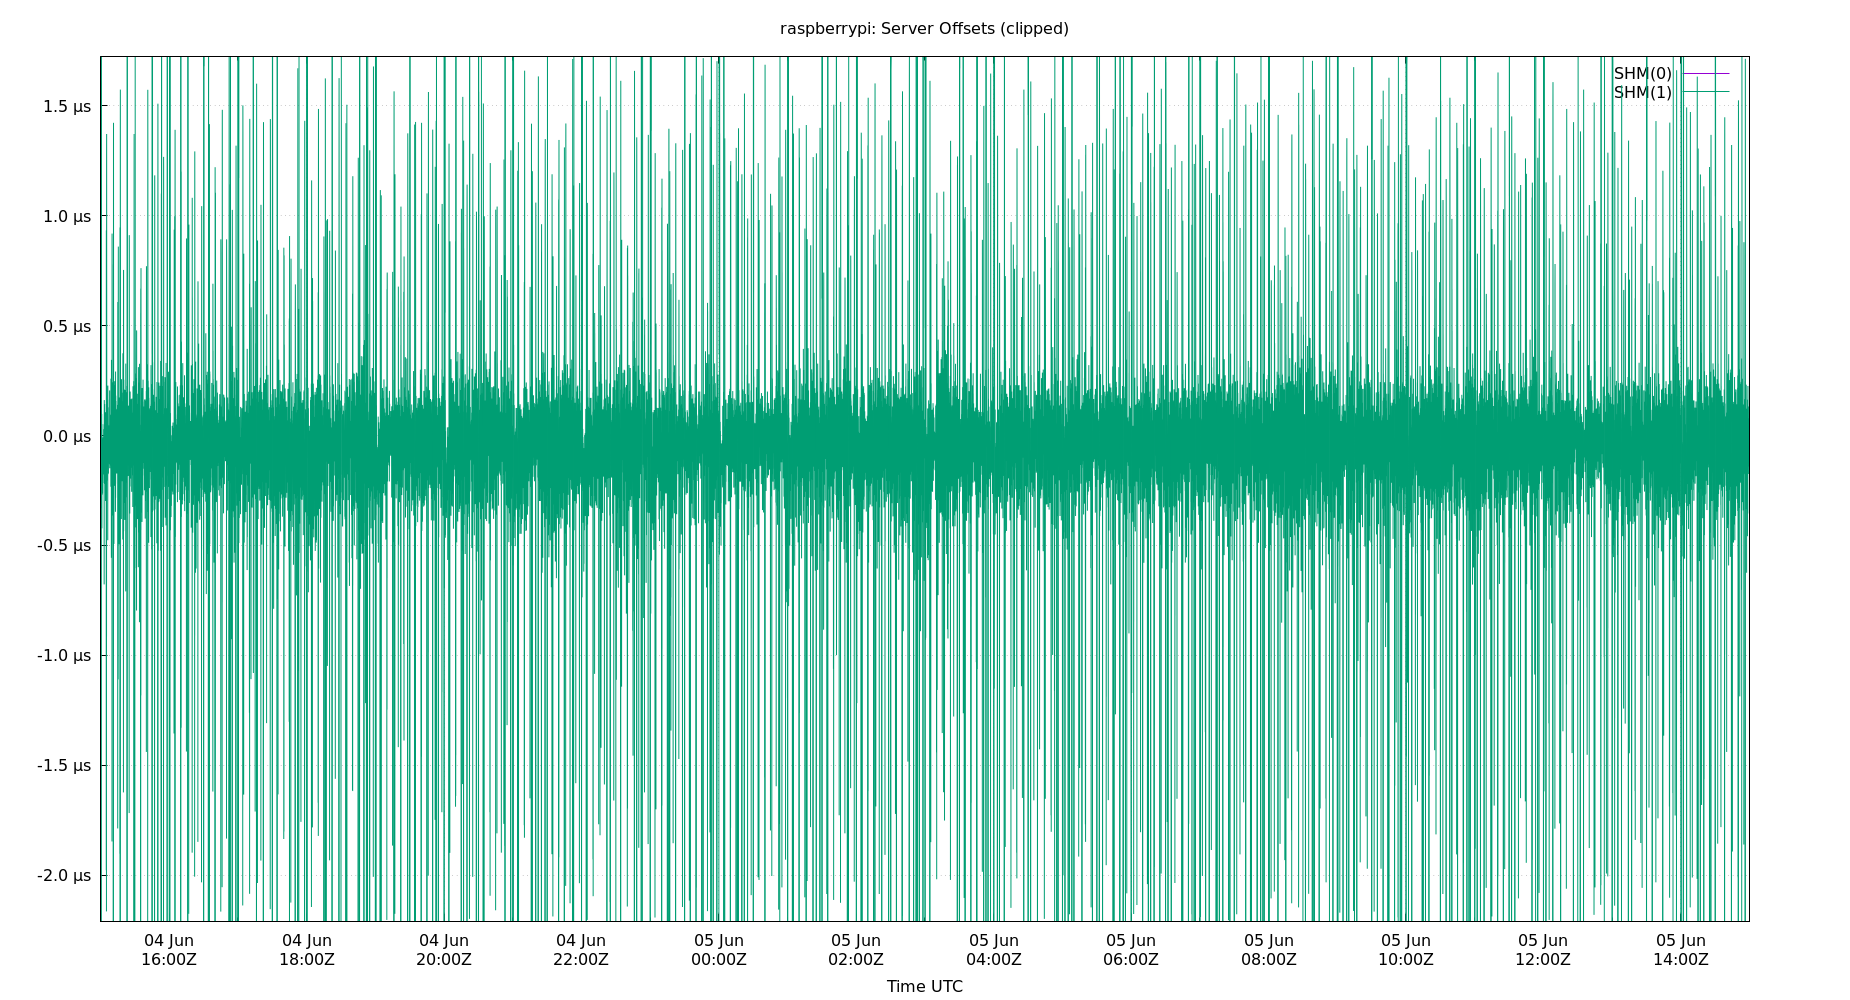 raspberrypi: Server Offsets (clipped)
SHM(0)
SHM(1)
1.5 µs
1.0 µs
0.5 µs
0.0 µs
-0.5 µs
-1.0 µs
-1.5 µs
-2.0 µs
04 Jun 04 Jun 04 Jun 04 Jun 05 Jun 05 Jun 05 Jun 05 Jun 05 Jun 05 Jun 05 Jun 05 Jun
16:00Z 18:00Z 20:00Z 22:00Z 00:00Z 02:00Z 04:00Z 06:00Z 08:00Z 10:00Z 12:00Z 14:00Z
Time UTC